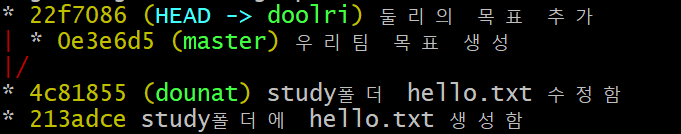 * 22f7086 (HEAD -> doolri) 둘리의 목표 추가
| * 0e3e6d5 (master) 우리팀 목표 생성
|/
* 4c81855 (dounat) study폴더 hello.txt 수정함
* 213adce study폴더에 hello.txt 생성함